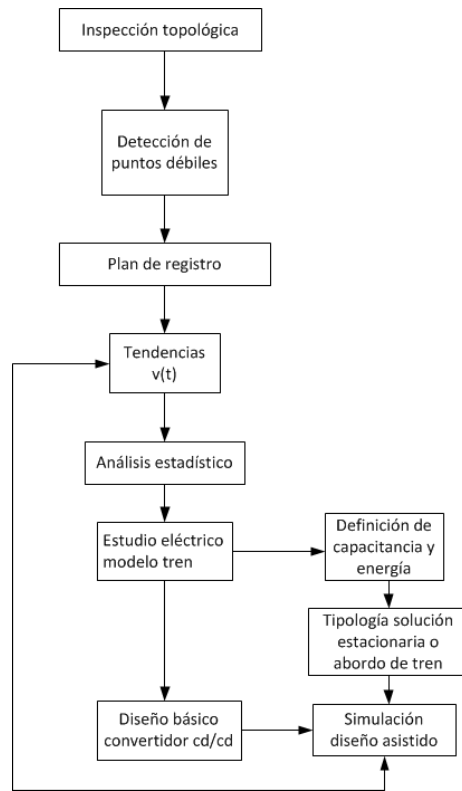 Inspección topológica
Detección de
puntos débiles
Plan de registro
Tendencias
v(t)
Análisis estadístico
Estudio eléctrico
modelo tren
Definición de
capacitancia y
energía
Tipología solución
estacionaria o
abordo de tren
Diseño básico
convertidor cd/cd
Simulación
diseño asistido